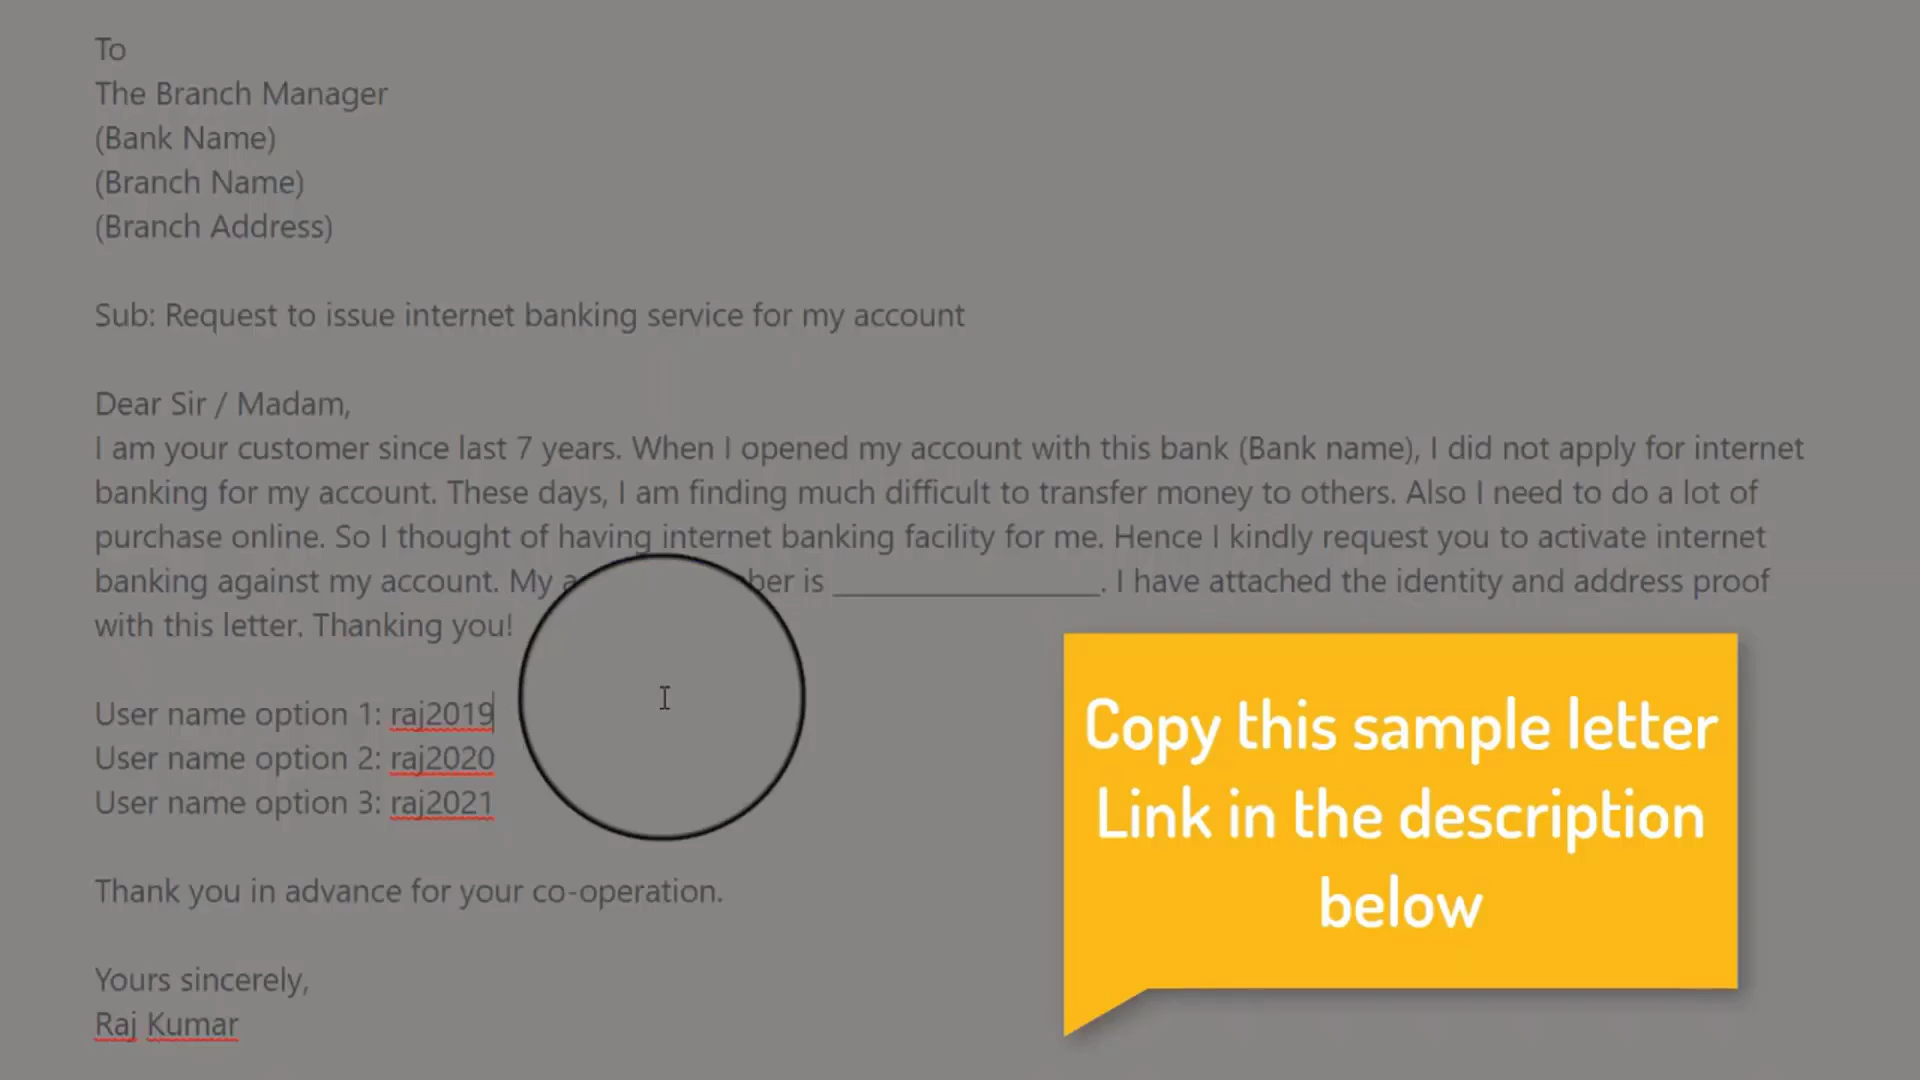 To
The Branch Manager
(Bank Name)
(Branch Name)
(Branch Address)
Sub: Request to issue internet banking service for my account
Dear Sir / Madam,
I am your customer since last 7 years. When I opened my account with this bank (Bank name), I did not apply for internet
banking for my account. These days, I am finding much difficult to transfer money to others. Also I need to do a lot of
purchase online. So I thought of having internet banking facility for me. Hence I kindly request you to activate internet
banking against my account. My is ________________. I have attached the identity and address proof
with this letter. Thanking you!
User name option 1: raj2019
User name option 2: raj2020
User name option 3: raj2021
Thank you in advance for your co-operation.
Yours sincerely,
Raj Kumar
Copy this sample letter
Link in the description
below